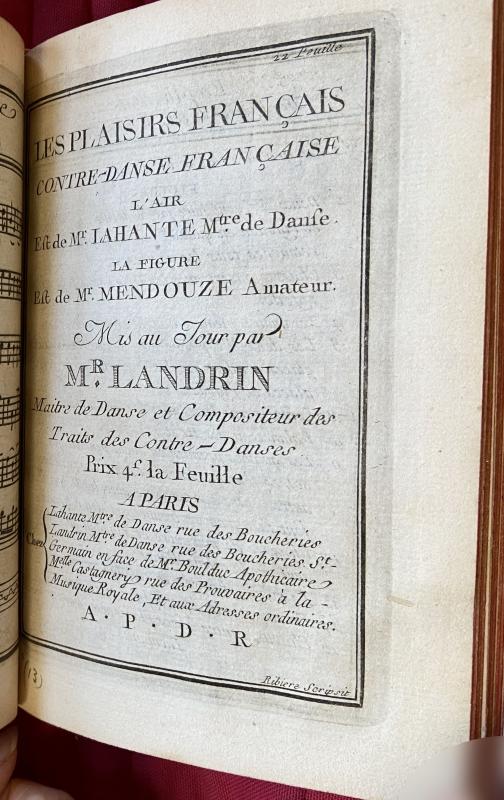 22 Feuille
LES PLAISIRS FRANÇAIS
CONTRE-DANSE FRANÇAISE
L'AIR
Est de Mr. LAHANTE Mtre de Danse.
LA FIGURE
Est de Mr. MENDOUZE Amateur.
Mis au Jour par
MR. LANDRIN
Maitre de Danse et Compositeur des
Traits des Contre-Danses
Prix 4s. la Feuille
A PARIS
Chez
Lahante Mtre de Danse rue des Boucheries
Landrin Mtre de Danse rue des Boucheries St-
Germain en face de Mr. Boulduc Apothicaire
Melle Castagnery rue des Prouvaires à la -
Musique Royale, Et aux Adresses ordinaires.
A · P · D · R
Ribiere Scripsit
(13)